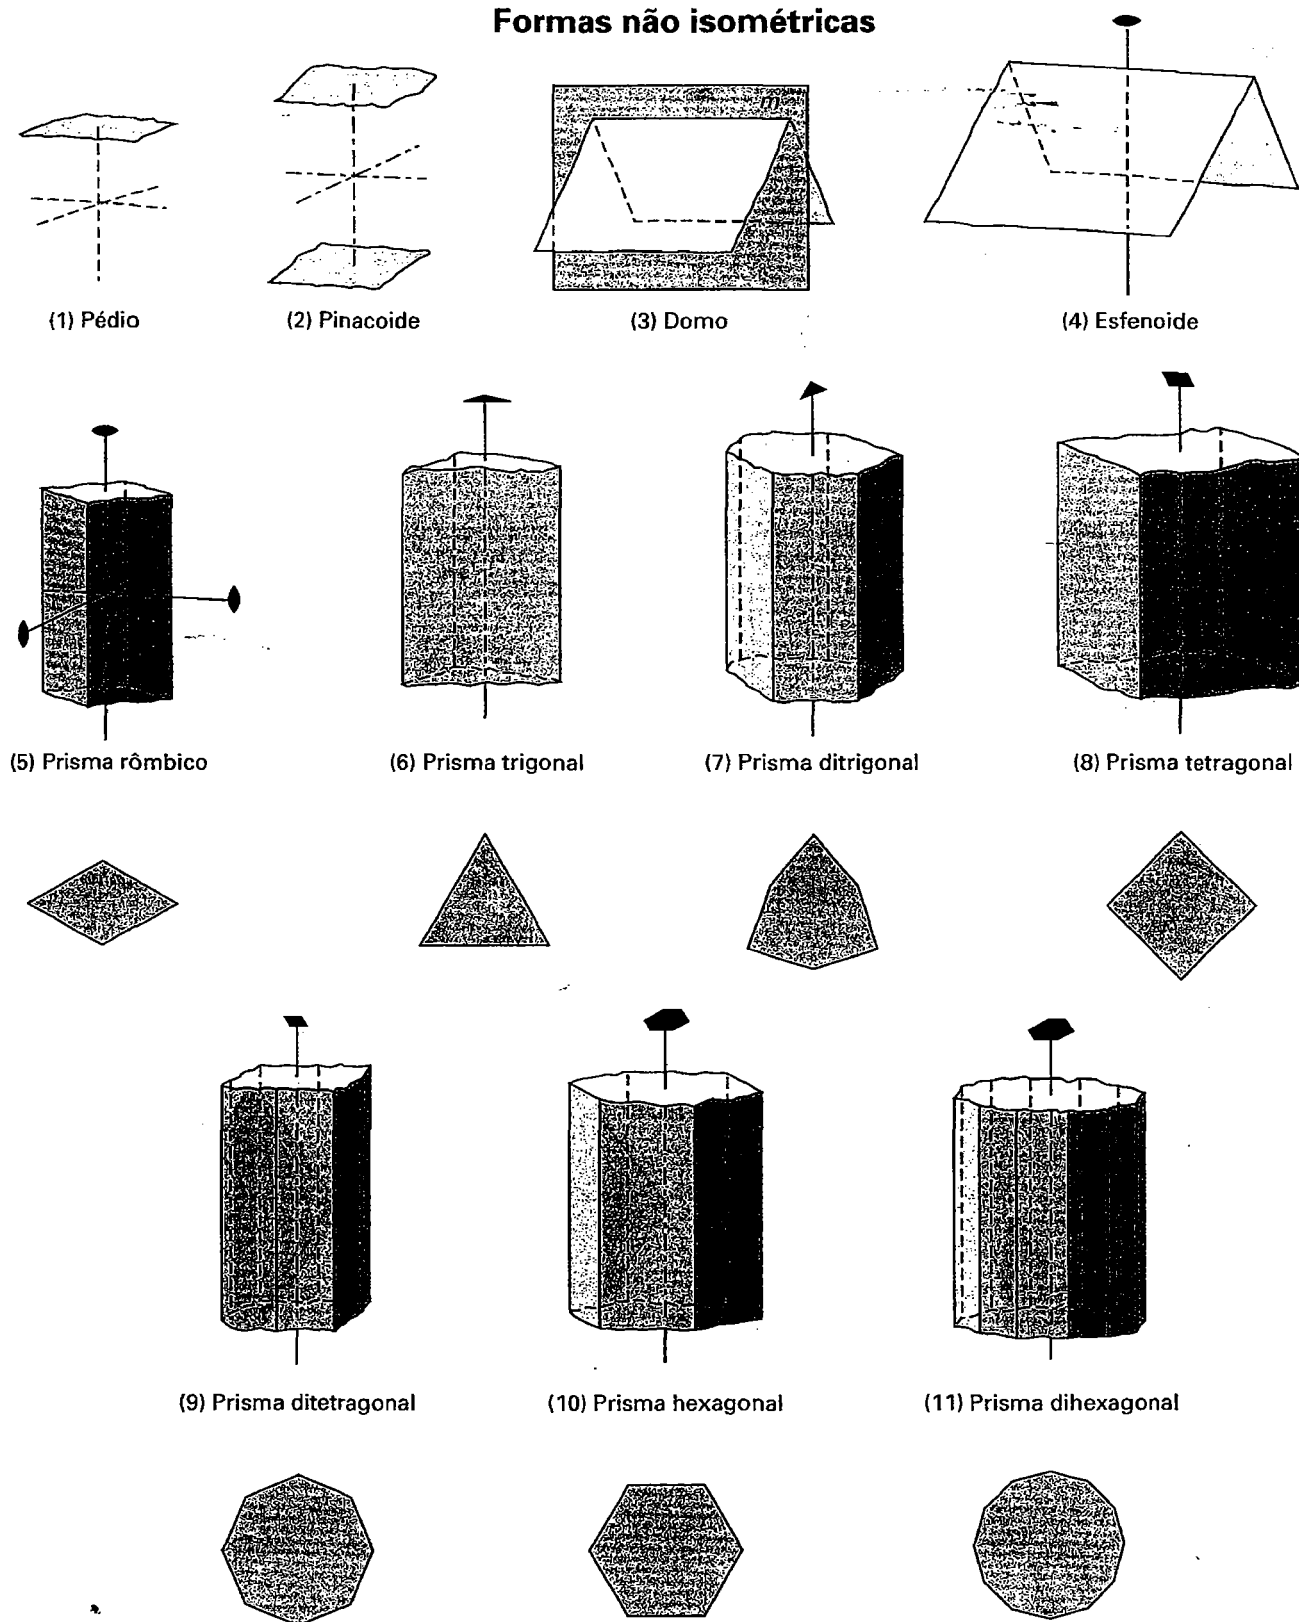 Formas não isométricas
m
(1) Pédio
(2) Pinacoide
(3) Domo
(4) Esfenoide
(5) Prisma rômbico
(6) Prisma trigonal
(7) Prisma ditrigonal
(8) Prisma tetragonal
(9) Prisma ditetragonal
(10) Prisma hexagonal
(11) Prisma dihexagonal